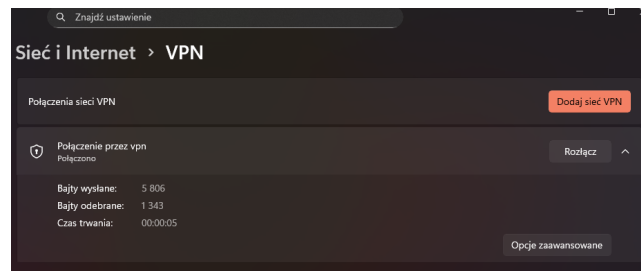 Znajdź ustawienie
Sieć i Internet > VPN
Połączenia sieci VPN
Dodaj sieć VPN
Połączenie przez vpn
Połączono
Rozłącz
Bajty wysłane: 5 806
Bajty odebrane: 1 343
Czas trwania: 00:00:05
Opcje zaawansowane